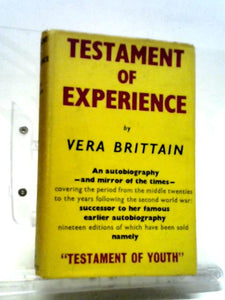 TESTAMENT
OF
EXPERIENCE
by
VERA BRITTAIN
An autobiography
—and mirror of the times—
covering the period from the middle twenties
to the years following the second world war:
successor to her famous
earlier autobiography
nineteen editions of which have been sold
namely
"TESTAMENT OF YOUTH"